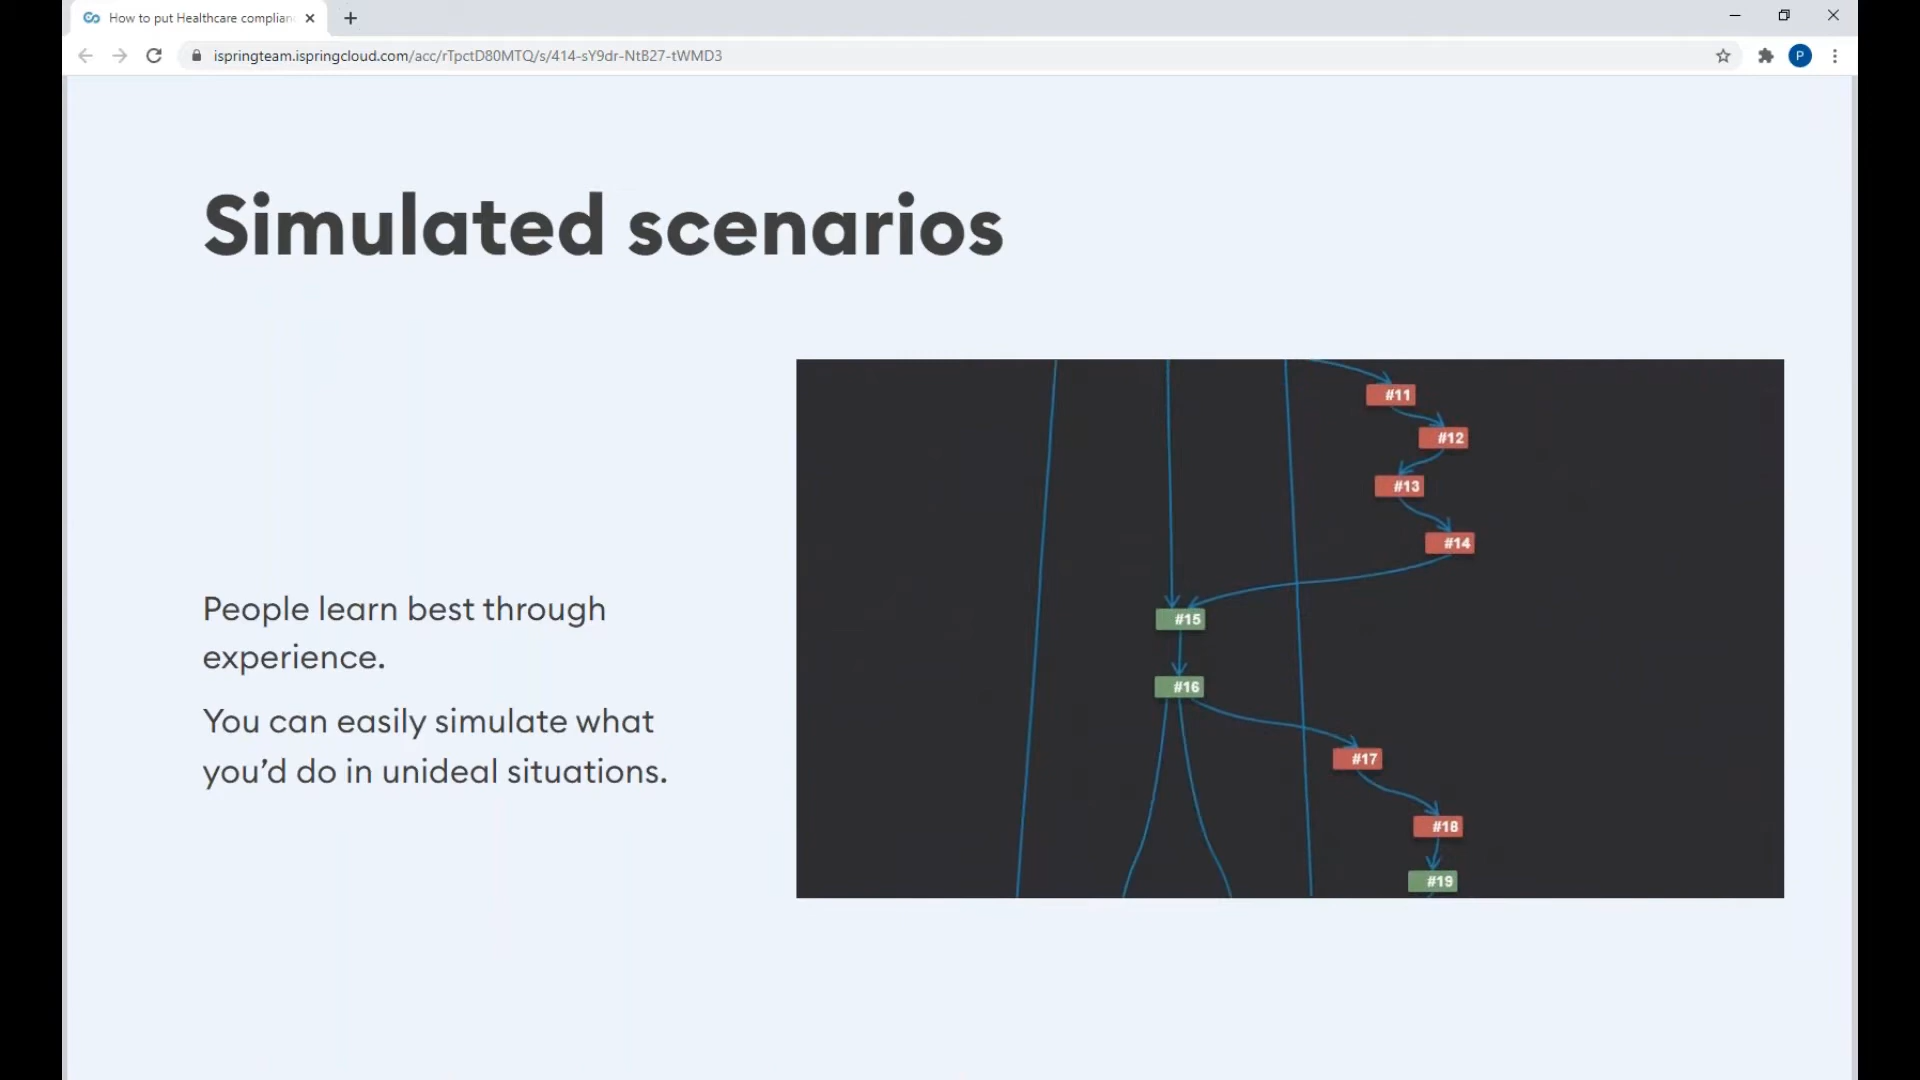 How to put Healthcare complian
ispringteam.ispringcloud.com/acc/rTpctD80MTQ/s/414-sY9dr-NtB27-tWMD3
P
Simulated scenarios
People learn best through
experience.
You can easily simulate what
you’d do in unideal situations.
#11
#12
#13
#14
#15
#16
#17
#18
#19